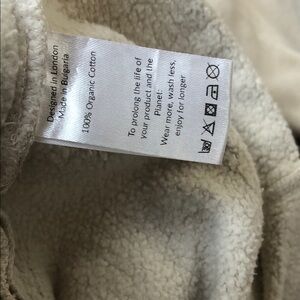 Designed in London
Made in Bulgaria
100% Organic Cotton
To prolong the life of
your product and the
Planet:
Wear more, wash less,
enjoy for longer